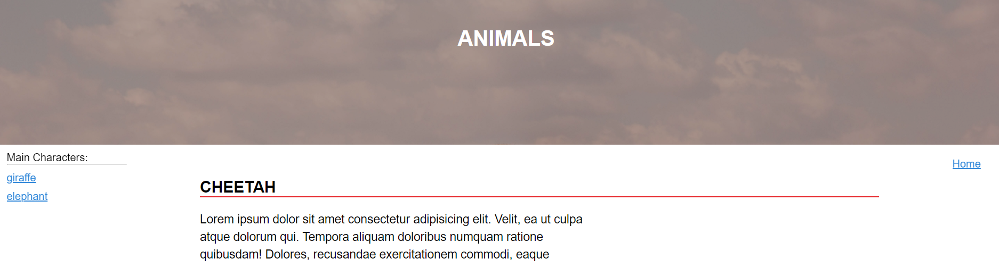 ANIMALS
Main Characters:
giraffe
elephant
Home
CHEETAH
Lorem ipsum dolor sit amet consectetur adipisicing elit. Velit, ea ut culpa
atque dolorum qui. Tempora aliquam doloribus numquam ratione
quibusdam! Dolores, recusandae exercitationem commodi, eaque